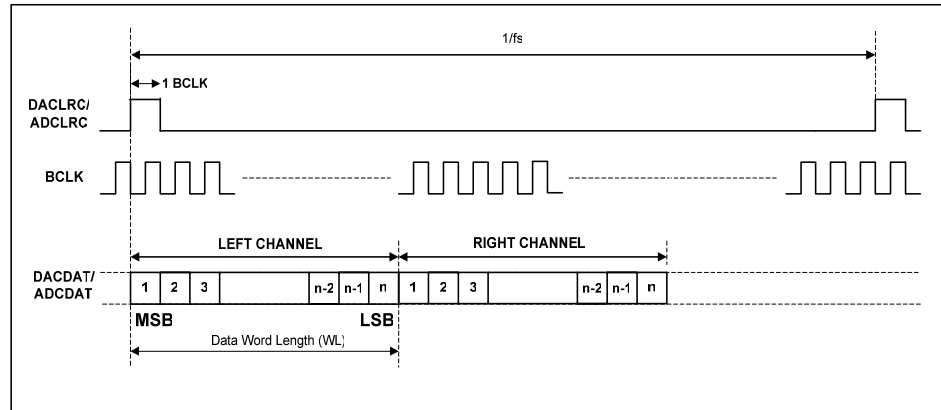 1/fs
1 BCLK
DACLRC/
ADCLRC
BCLK
LEFT CHANNEL
RIGHT CHANNEL
DACDAT/
ADCDAT
1 2 3 n-2 n-1 n 1 2 3 n-2 n-1 n
MSB LSB
Data Word Length (WL)